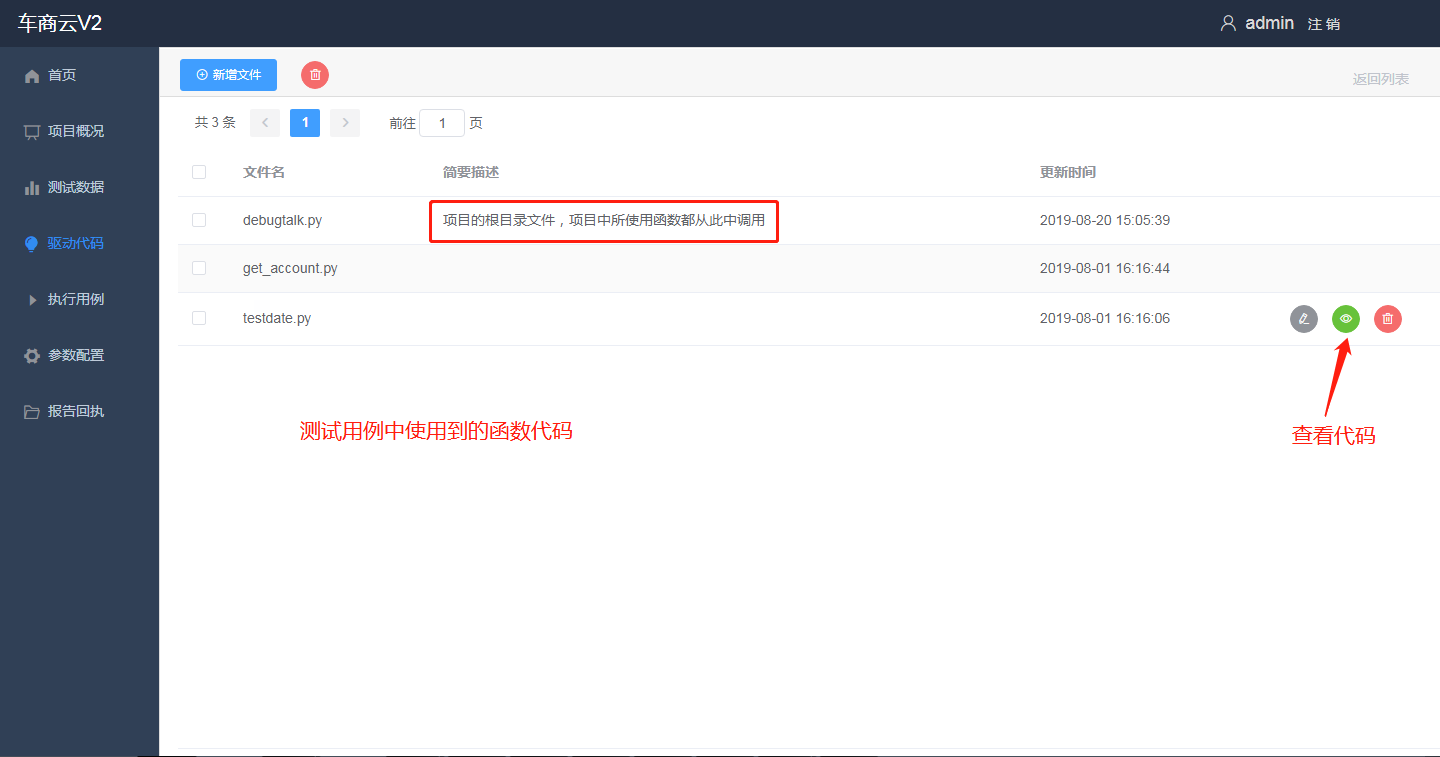 车商云V2
admin 注 销
首页
项目概况
测试数据
驱动代码
执行用例
参数配置
报告回执
新增文件
返回列表
共 3 条 1 前往 1 页
文件名 简要描述 更新时间
debugtalk.py 项目的根目录文件，项目中所使用函数都从此中调用 2019-08-20 15:05:39
get_account.py 2019-08-01 16:16:44
testdate.py 2019-08-01 16:16:06
测试用例中使用到的函数代码
查看代码